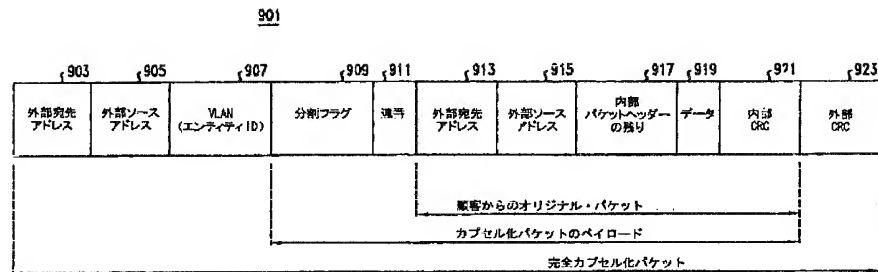 901
903
905
907
909
911
913
915
917
919
921
923
外部宛先
アドレス
外部ソース
アドレス
VLAN
(エンティティID)
分割フラグ
外部宛先
アドレス
外部ソース
アドレス
内部
パケットヘッダー
の残り
データ
内部
CRC
外部
CRC
顧客からのオリジナル・パケット
カプセル化パケットのペイロード
完全カプセル化パケット